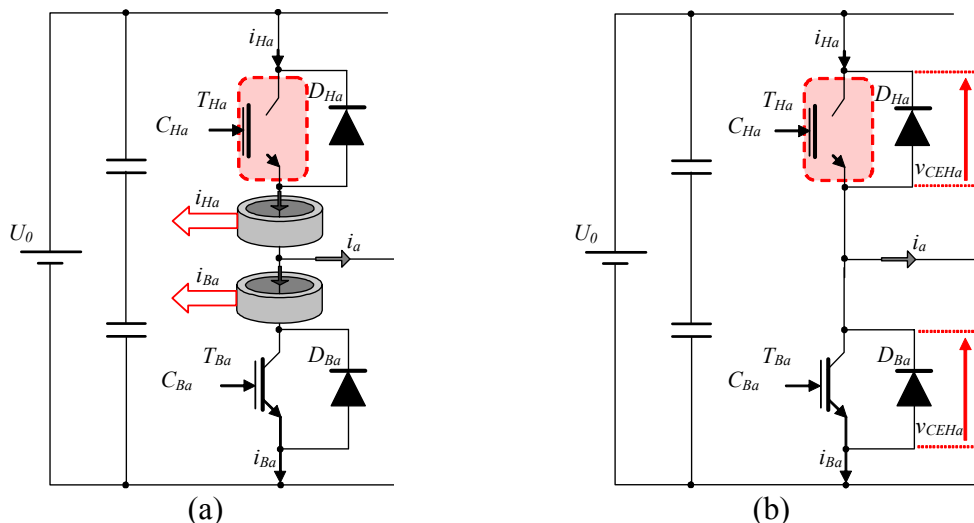 i_Ha
T_Ha
D_Ha
C_Ha
i_Ha
U_0
i_a
i_Ba
T_Ba
D_Ba
C_Ba
i_Ba
(a)
i_Ha
T_Ha
D_Ha
C_Ha
v_CEHa
U_0
i_a
T_Ba
D_Ba
C_Ba
v_CEHa
i_Ba
(b)